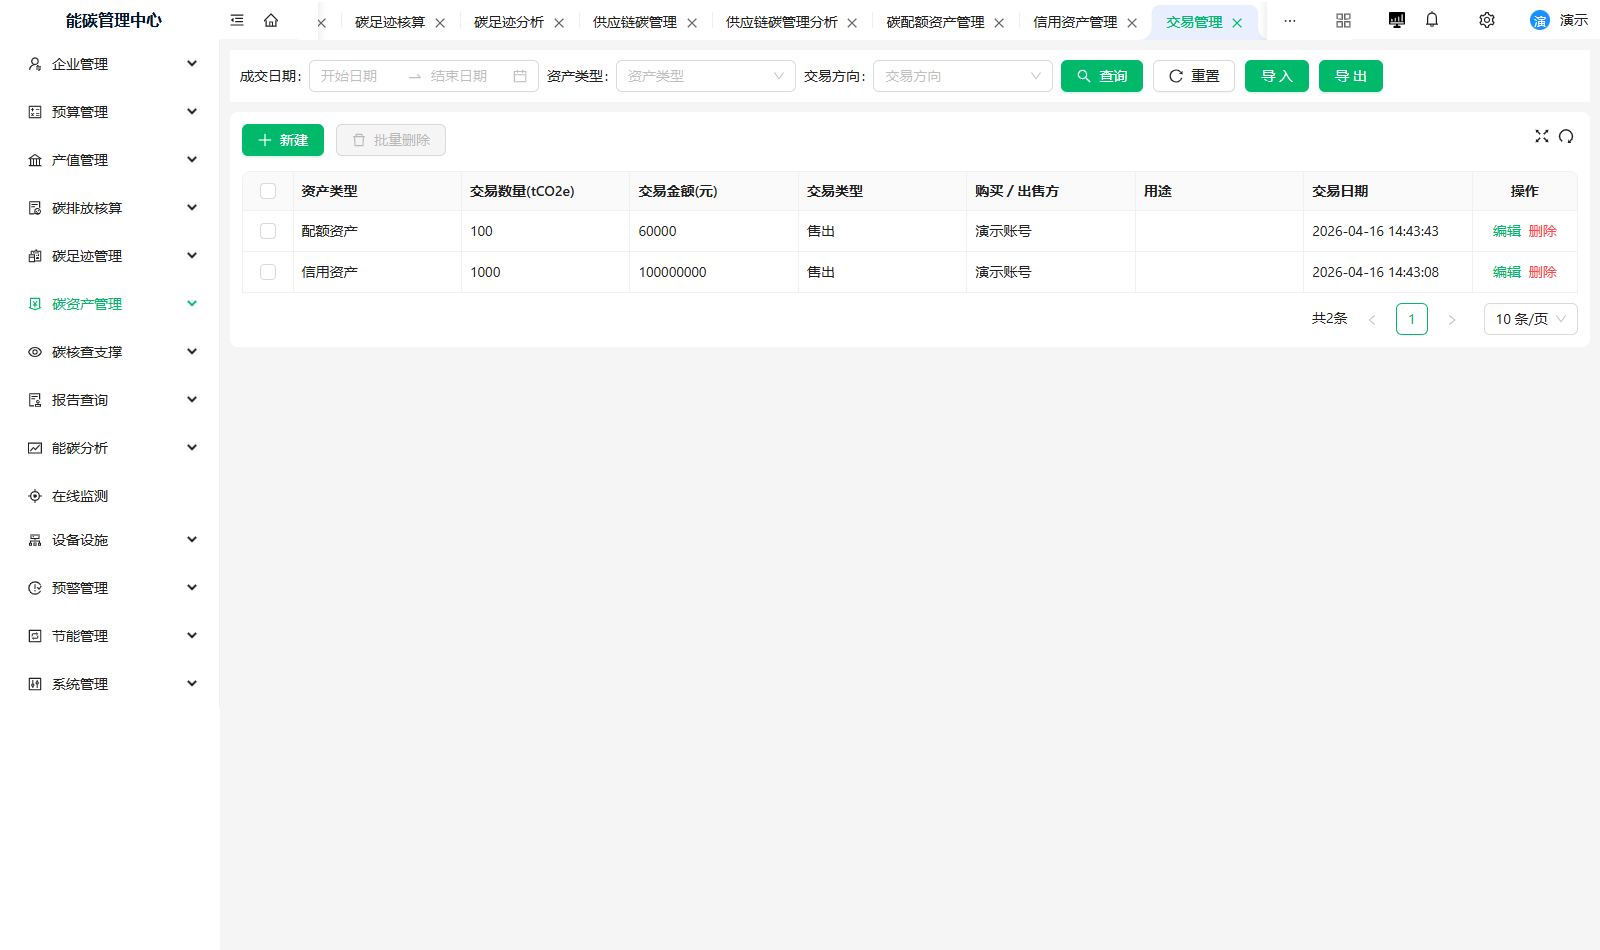 能碳管理中心
碳足迹核算
碳足迹分析
供应链碳管理
供应链碳管理分析
碳配额资产管理
信用资产管理
交易管理
演 演示
企业管理
预算管理
产值管理
碳排放核算
碳足迹管理
碳资产管理
碳核查支撑
报告查询
能碳分析
在线监测
设备设施
预警管理
节能管理
系统管理
成交日期: 开始日期 → 结束日期 资产类型: 资产类型 交易方向: 交易方向 查询 重置 导入 导出
新建 批量删除
资产类型 交易数量(tCO2e) 交易金额(元) 交易类型 购买 / 出售方 用途 交易日期 操作
配额资产 100 60000 售出 演示账号 2026-04-16 14:43:43 编辑 删除
信用资产 1000 100000000 售出 演示账号 2026-04-16 14:43:08 编辑 删除
共2条 < 1 > 10 条/页